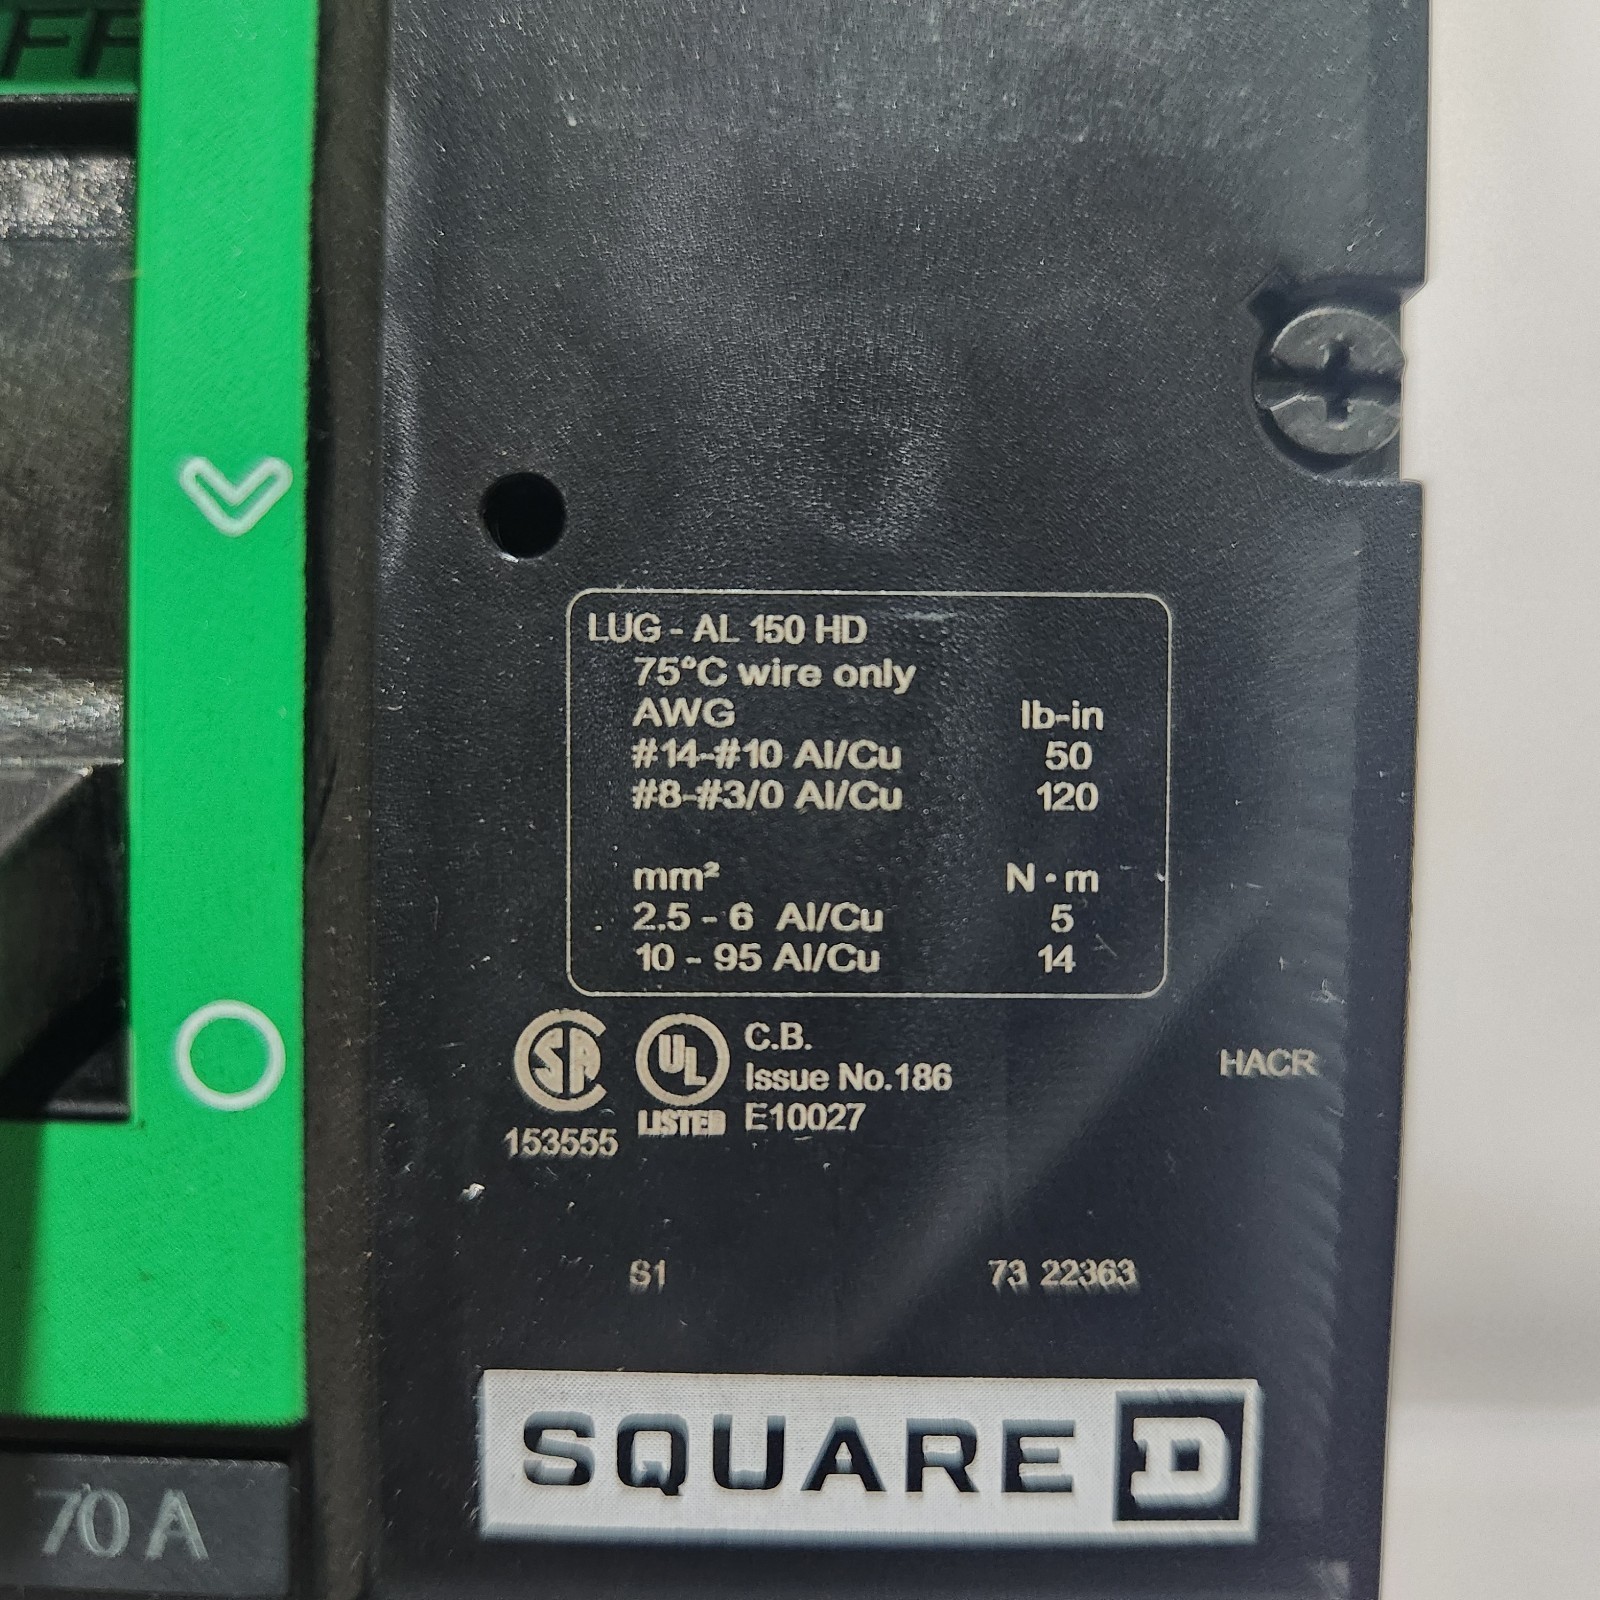 LUG - AL 150 HD
75°C wire only
AWG lb-in
#14-#10 Al/Cu 50
#8-#3/0 Al/Cu 120
mm² N·m
2.5 - 6 Al/Cu 5
10 - 95 Al/Cu 14
SA
153555
UL
LISTED
C.B.
Issue No.186
E10027
HACR
S1 73 22363
SQUARE D
70 A